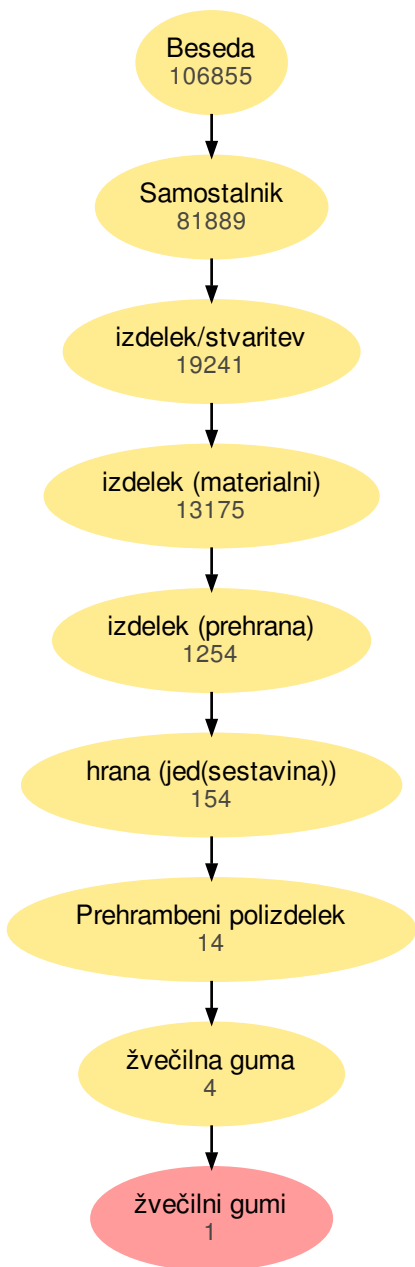 Beseda
106855
Samostalnik
81889
izdelek/stvaritev
19241
izdelek (materialni)
13175
izdelek (prehrana)
1254
hrana (jed(sestavina))
154
Prehrambeni polizdelek
14
žvečilna guma
4
žvečilni gumi
1